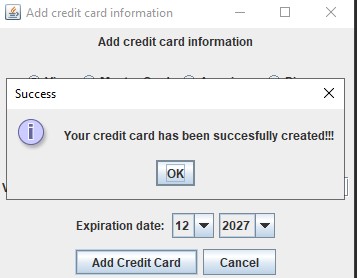 Add credit card information
Add credit card information
Success
Your credit card has been succesfully created!!!
OK
Expiration date: 12 2027
Add Credit Card Cancel